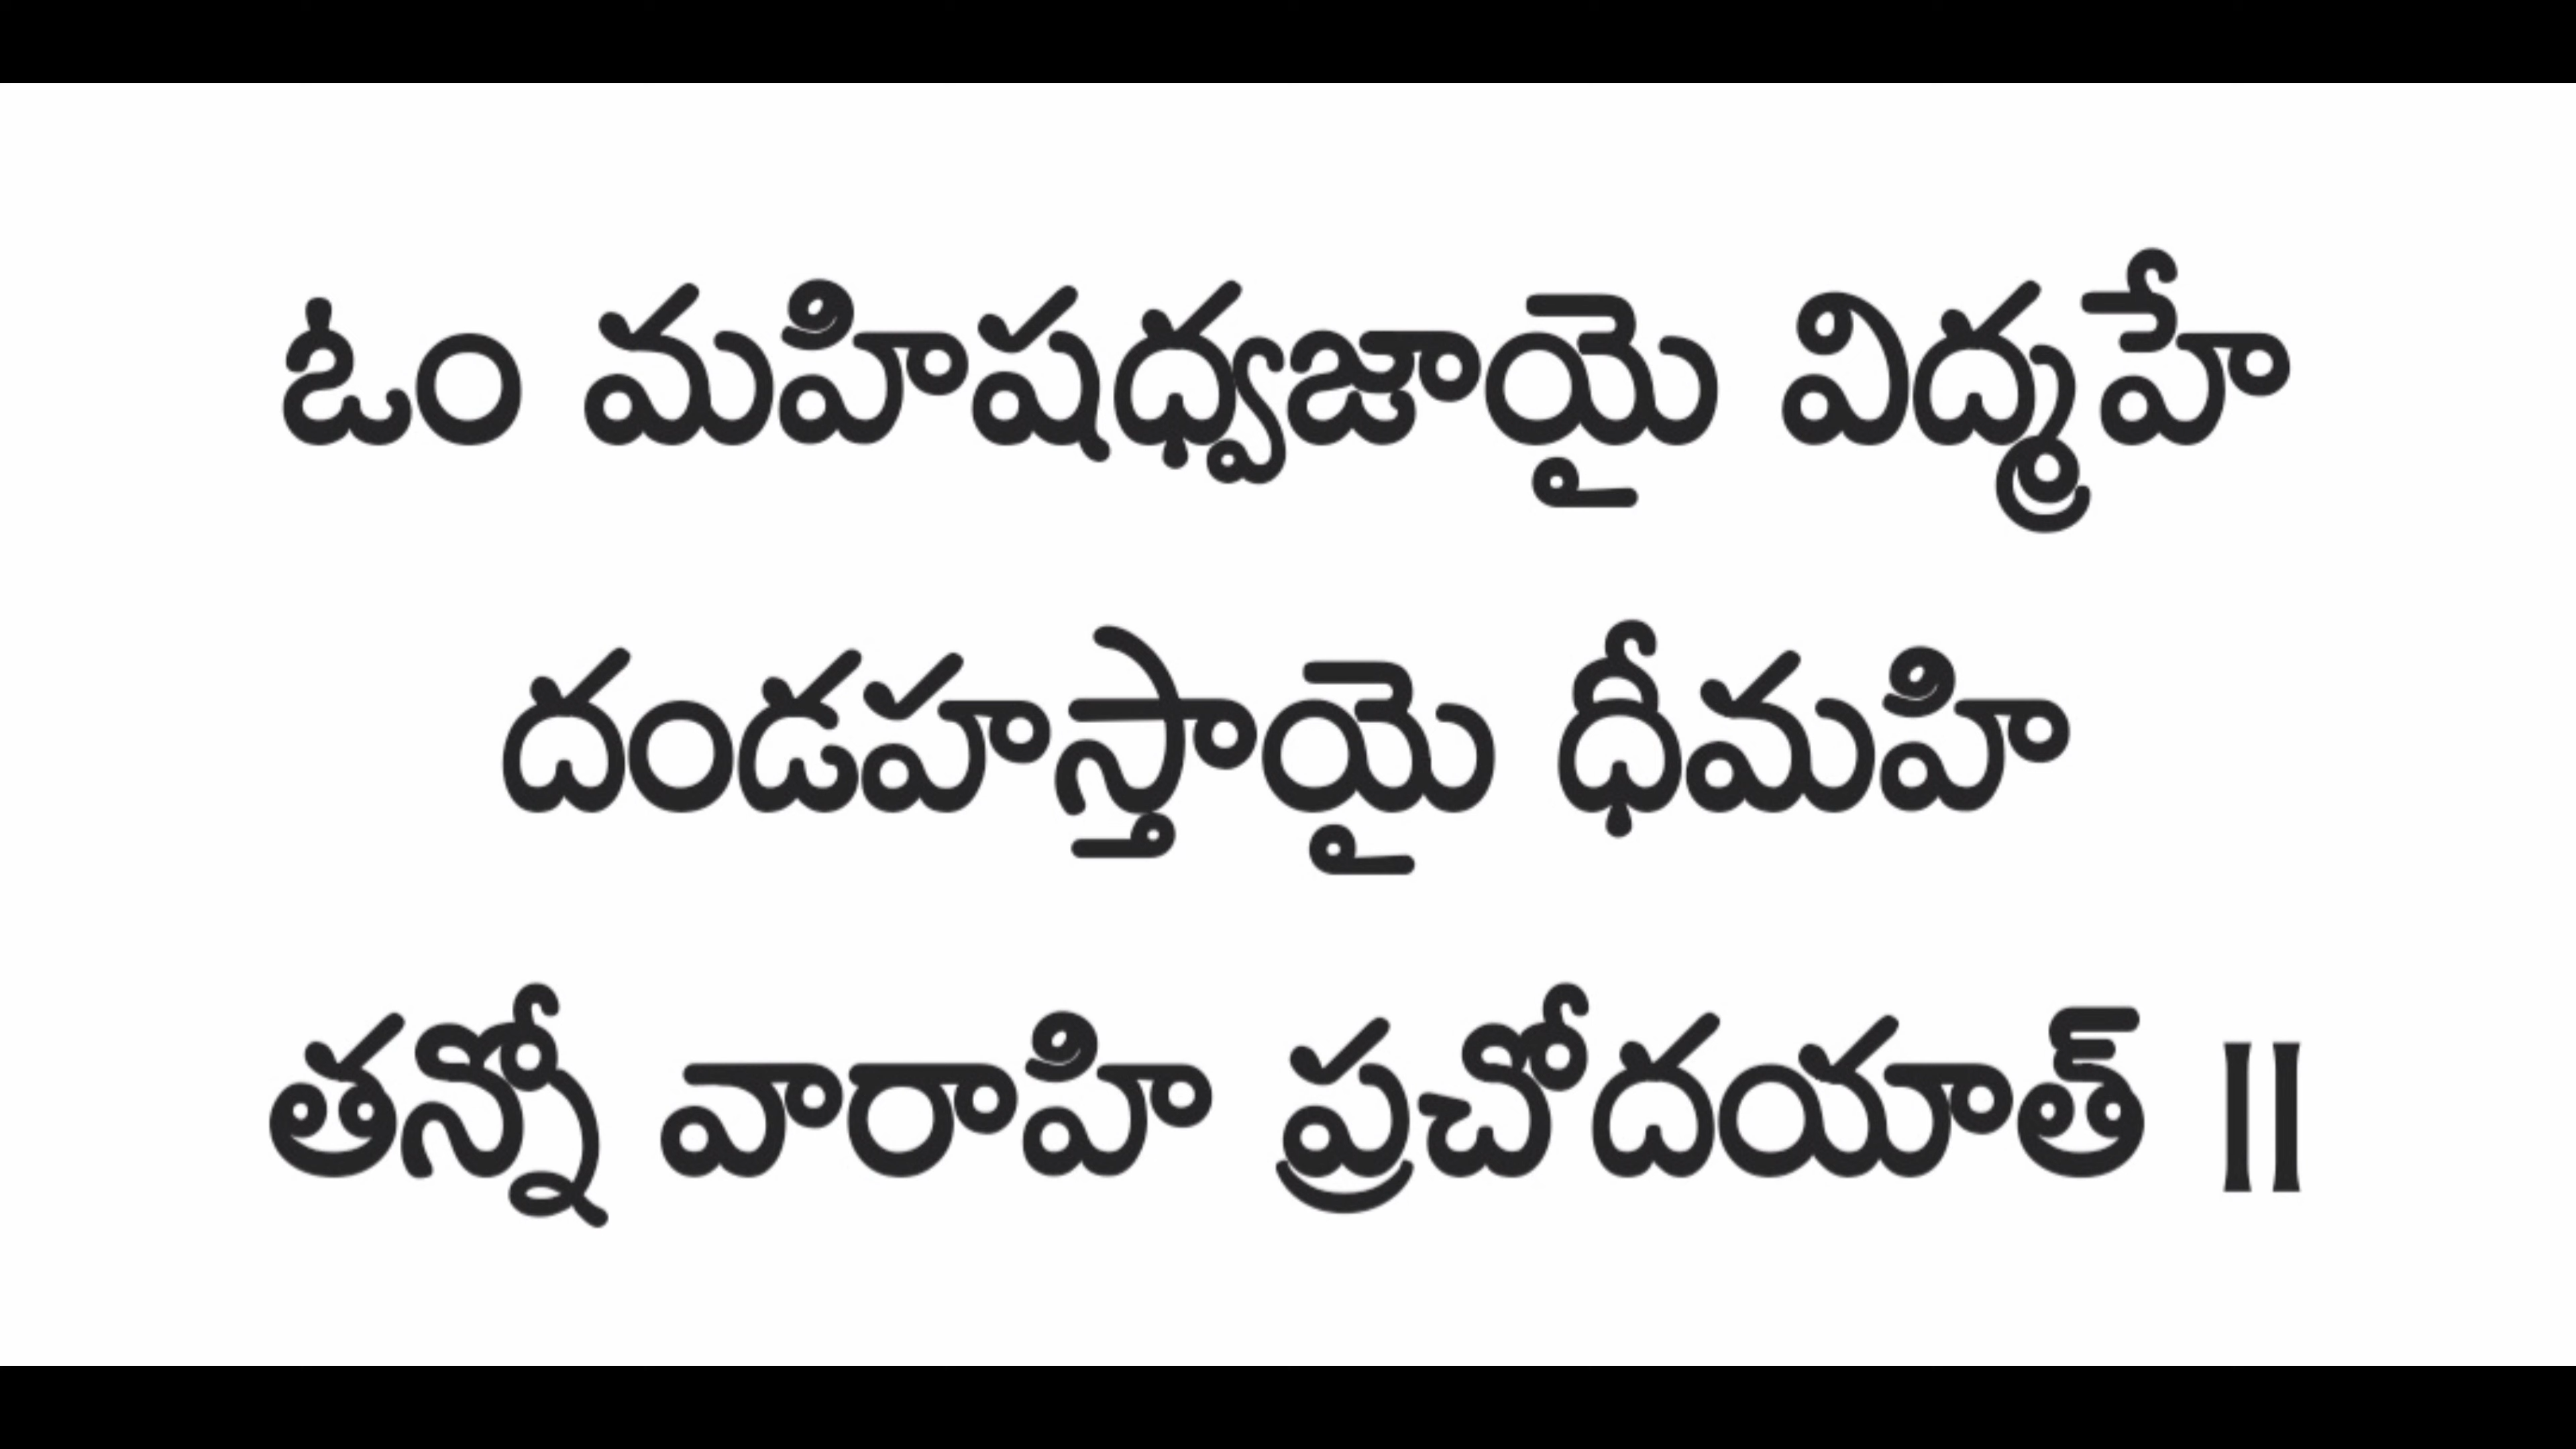 ఓం మహిషధ్వజాయై విద్మహే
దండహస్తాయై ధీమహి
తన్నో వారాహి ప్రచోదయాత్ ||